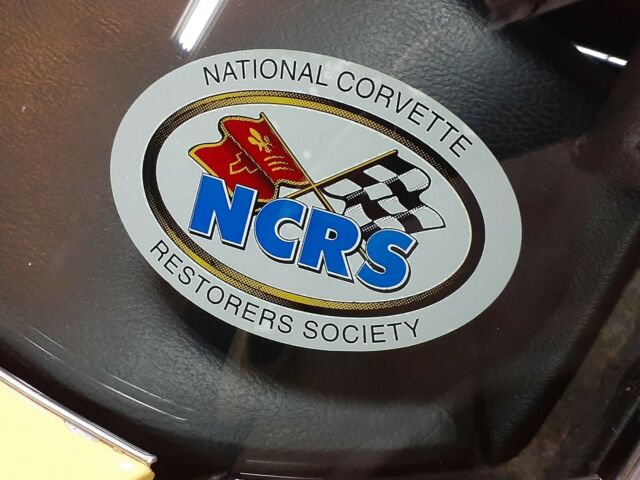 NATIONAL CORVETTE
NCRS
RESTORERS SOCIETY